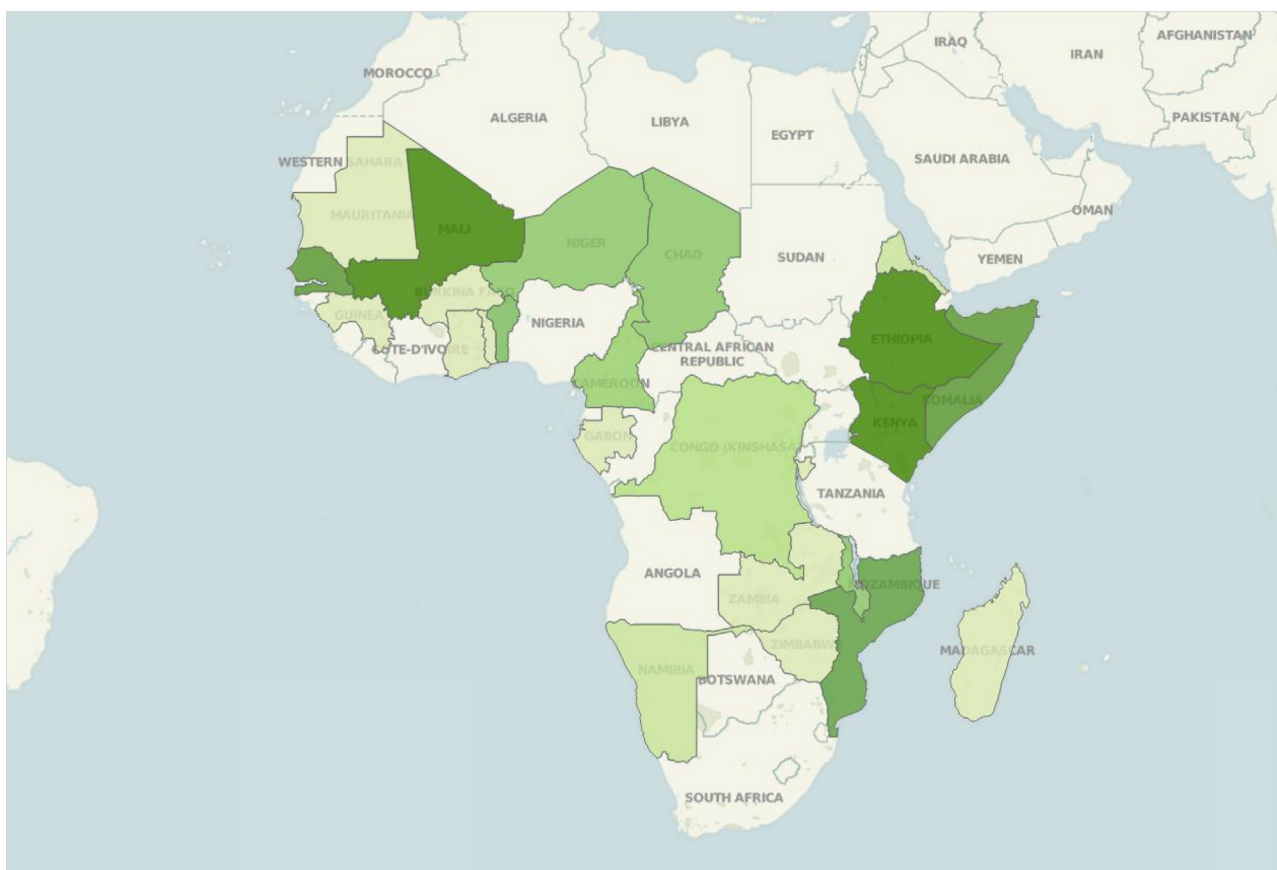 AFGHANISTAN
IRAQ
IRAN
MOROCCO
PAKISTAN
ALGERIA
LIBYA
EGYPT
SAUDI ARABIA
WESTERN SAHARA
OMAN
MAURITANIA
MALI
NIGER
CHAD
SUDAN
YEMEN
BURKINA FASO
GUINEA
NIGERIA
ETHIOPIA
COTE-D'IVOIRE
CENTRAL AFRICAN
REPUBLIC
CAMEROON
SOMALIA
KENYA
GABON
CONGO (KINSHASA)
TANZANIA
ANGOLA
MOZAMBIQUE
ZAMBIA
ZIMBABWE
MADAGASCAR
NAMIBIA
BOTSWANA
SOUTH AFRICA